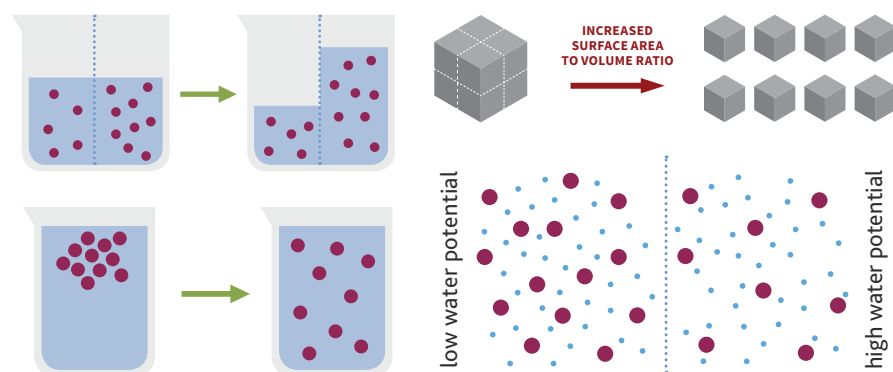 INCREASED
SURFACE AREA
TO VOLUME RATIO
low water potential
high water potential